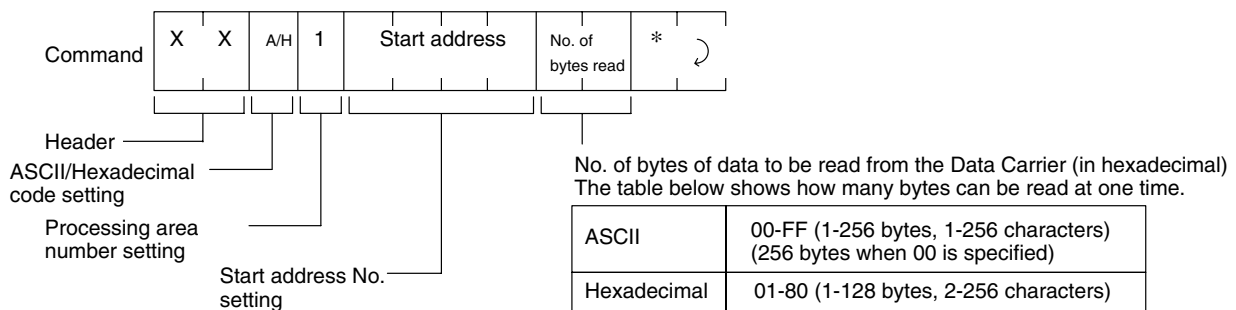 Command X X A/H 1 Start address No. of bytes read * ⤸
Header
ASCII/Hexadecimal
code setting
Processing area
number setting
Start address No.
setting
No. of bytes of data to be read from the Data Carrier (in hexadecimal)
The table below shows how many bytes can be read at one time.
ASCII 00-FF (1-256 bytes, 1-256 characters)
(256 bytes when 00 is specified)
Hexadecimal 01-80 (1-128 bytes, 2-256 characters)